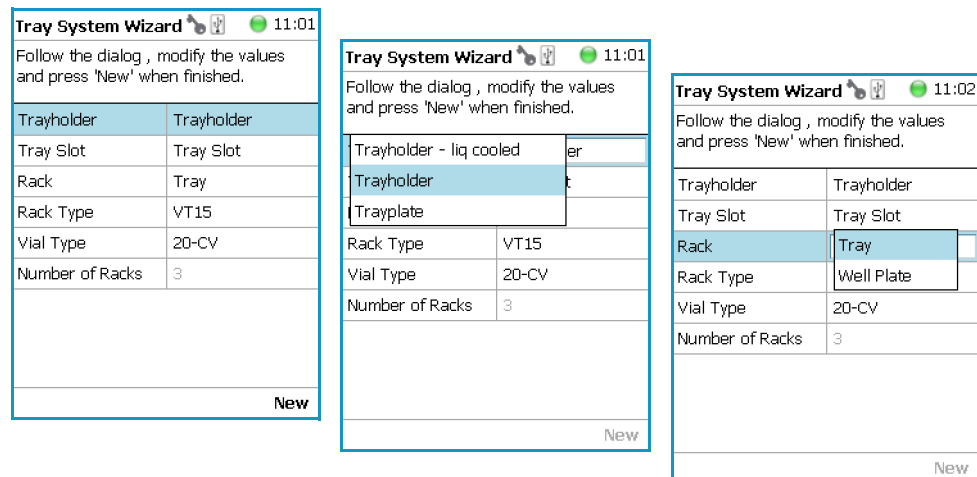 Tray System Wizard 11:01
Follow the dialog , modify the values
and press 'New' when finished.
Trayholder Trayholder
Tray Slot Tray Slot
Rack Tray
Rack Type VT15
Vial Type 20-CV
Number of Racks 3
New
Tray System Wizard 11:01
Follow the dialog , modify the values
and press 'New' when finished.
Trayholder - liq cooled er
Trayholder t
Trayplate
Rack Type VT15
Vial Type 20-CV
Number of Racks 3
New
Tray System Wizard 11:02
Follow the dialog , modify the values
and press 'New' when finished.
Trayholder Trayholder
Tray Slot Tray Slot
Rack Tray
Rack Type Well Plate
Vial Type 20-CV
Number of Racks 3
New